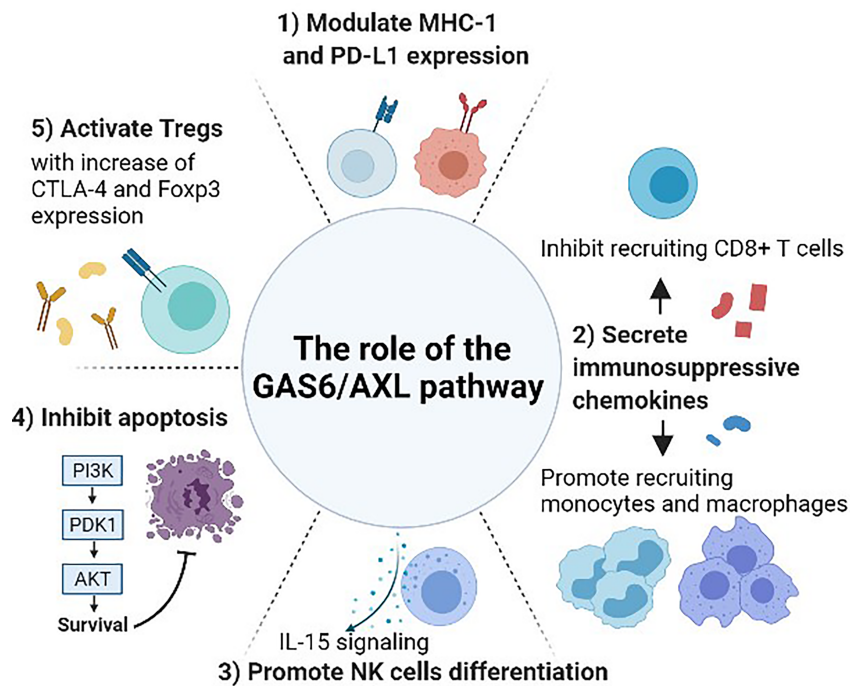 1) Modulate MHC-1
and PD-L1 expression
5) Activate Tregs
with increase of
CTLA-4 and Foxp3
expression
Inhibit recruiting CD8+ T cells
2) Secrete
immunosuppressive
chemokines
Promote recruiting
monocytes and macrophages
The role of the
GAS6/AXL pathway
4) Inhibit apoptosis
PI3K
PDK1
AKT
Survival
IL-15 signaling
3) Promote NK cells differentiation